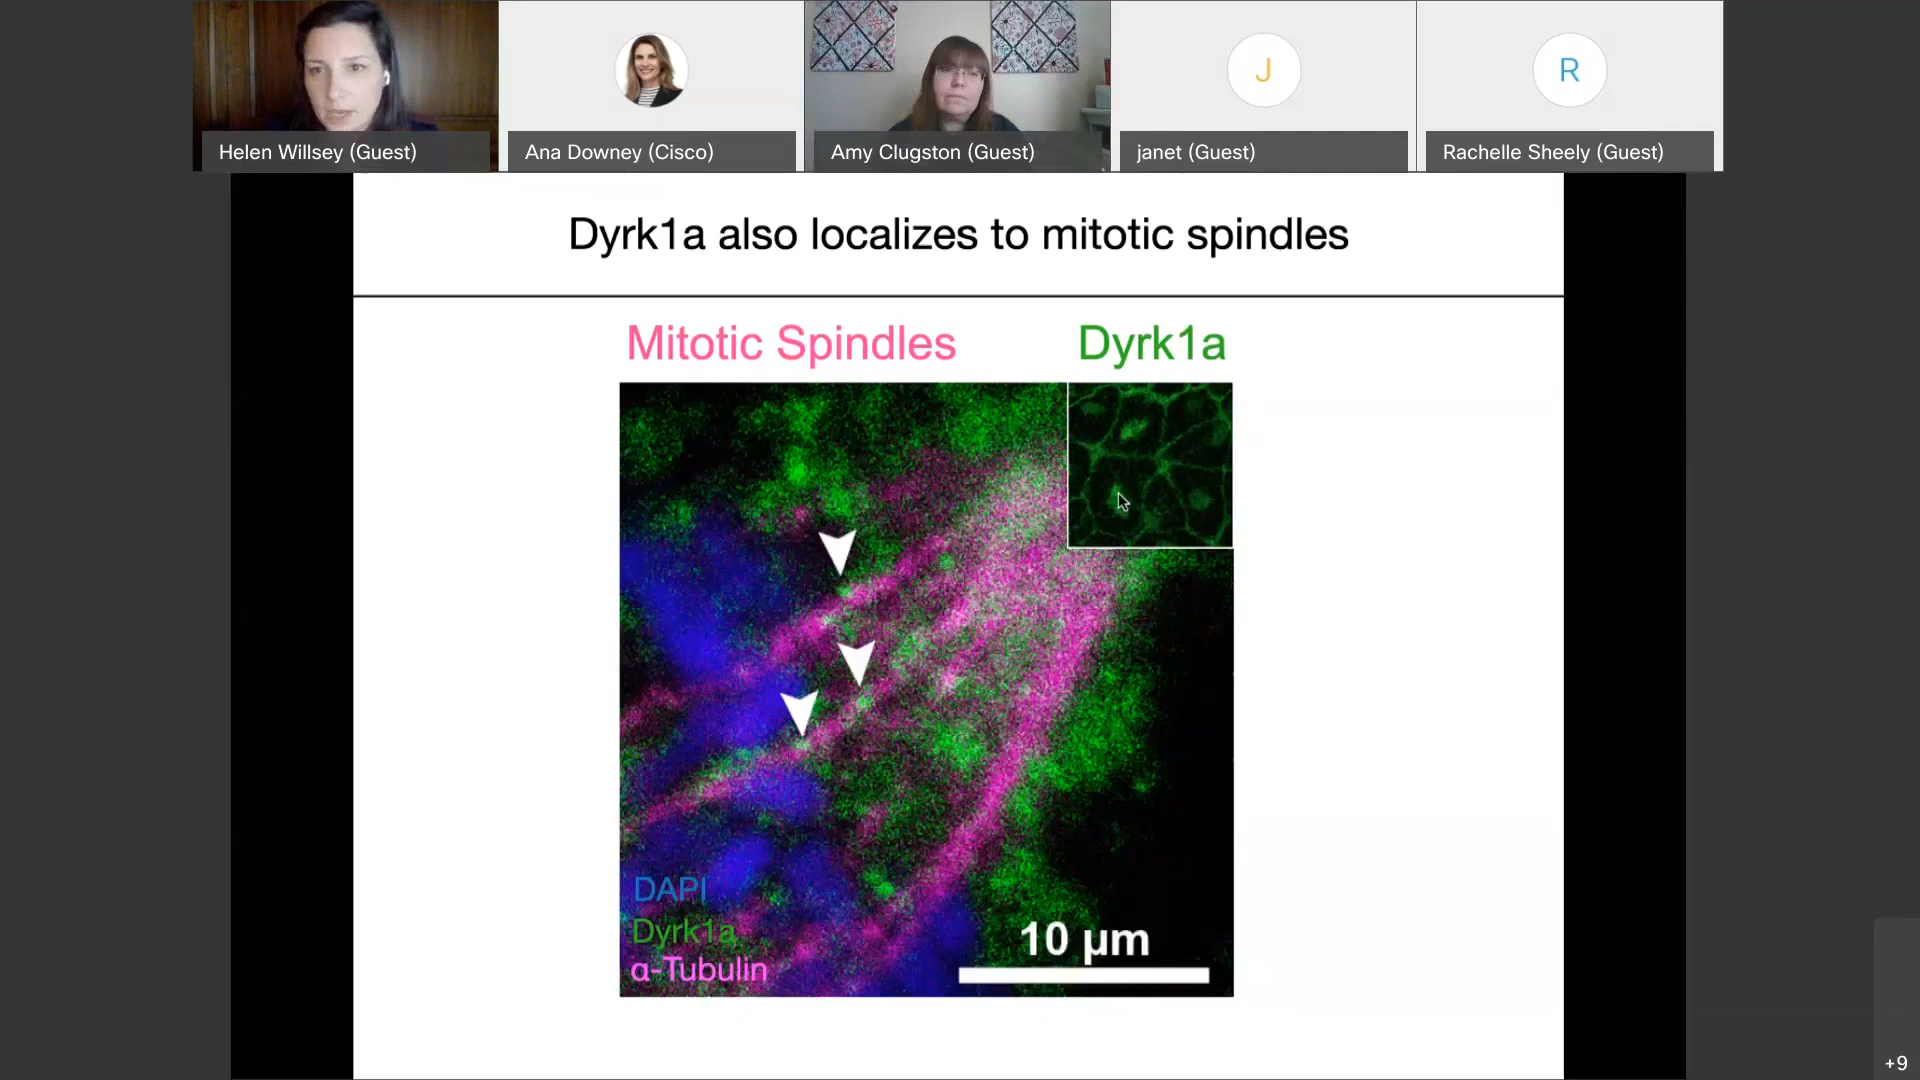 Helen Willsey (Guest)
Ana Downey (Cisco)
Amy Clugston (Guest)
J
janet (Guest)
R
Rachelle Sheely (Guest)
Dyrk1a also localizes to mitotic spindles
Mitotic Spindles
Dyrk1a
DAPI
Dyrk1a
α-Tubulin
10 μm
+9